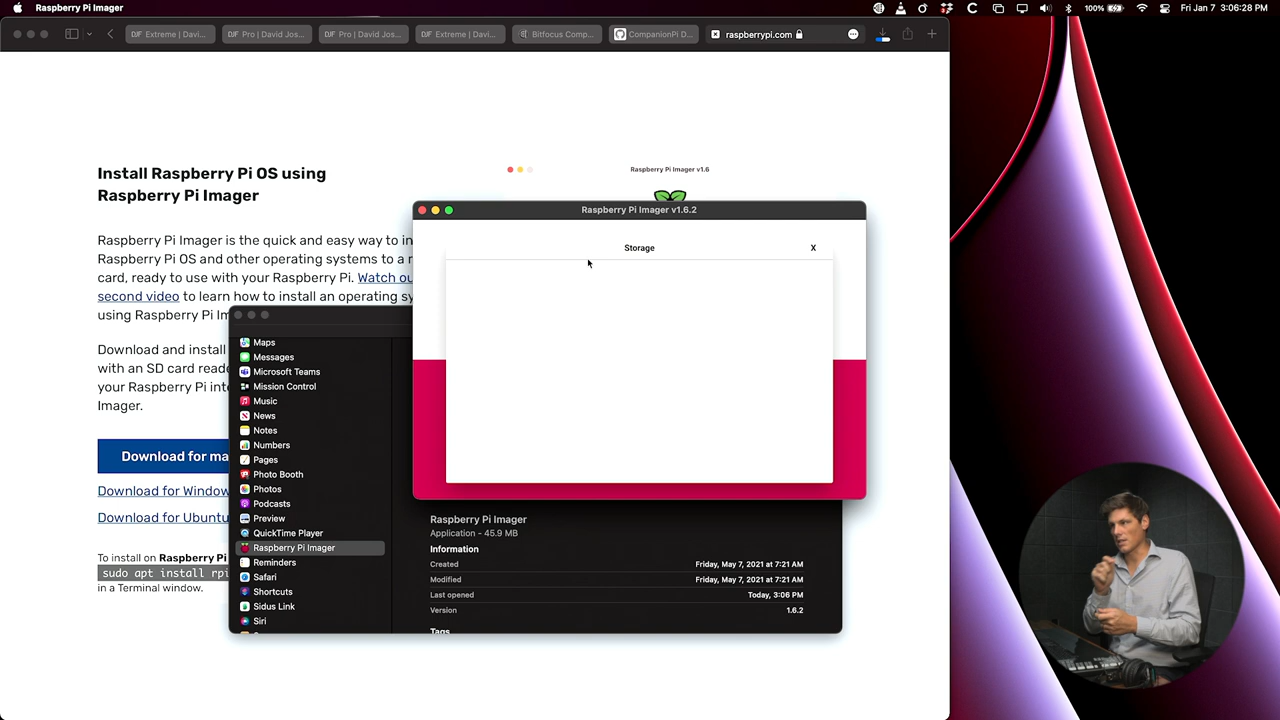 Raspberry Pi Imager
100%
Fri Jan 7 3:06:28 PM
Extreme | Davi...
Pro | David Jos...
Pro | David Jos...
Extreme | Davi...
Bitfocus Comp...
CompanionPi D...
raspberrypi.com
Install Raspberry Pi OS using
Raspberry Pi Imager
Raspberry Pi Imager v1.6
Raspberry Pi Imager is the quick and easy way to in
Raspberry Pi OS and other operating systems to a m
card, ready to use with your Raspberry Pi. Watch ou
second video to learn how to install an operating sy
using Raspberry Pi Im
Download and install
with an SD card reade
your Raspberry Pi inte
Imager.
Download for ma
Download for Window
Download for Ubuntu
To install on Raspberry Pi
sudo apt install rpi
in a Terminal window.
Raspberry Pi Imager v1.6.2
Storage
X
Maps
Messages
Microsoft Teams
Mission Control
Music
News
Notes
Numbers
Pages
Photo Booth
Photos
Podcasts
Preview
QuickTime Player
Raspberry Pi Imager
Reminders
Safari
Shortcuts
Sidus Link
Siri
Raspberry Pi Imager
Application - 45.9 MB
Information
Created Friday, May 7, 2021 at 7:21 AM
Modified Friday, May 7, 2021 at 7:21 AM
Last opened Today, 3:06 PM
Version 1.6.2
Tags